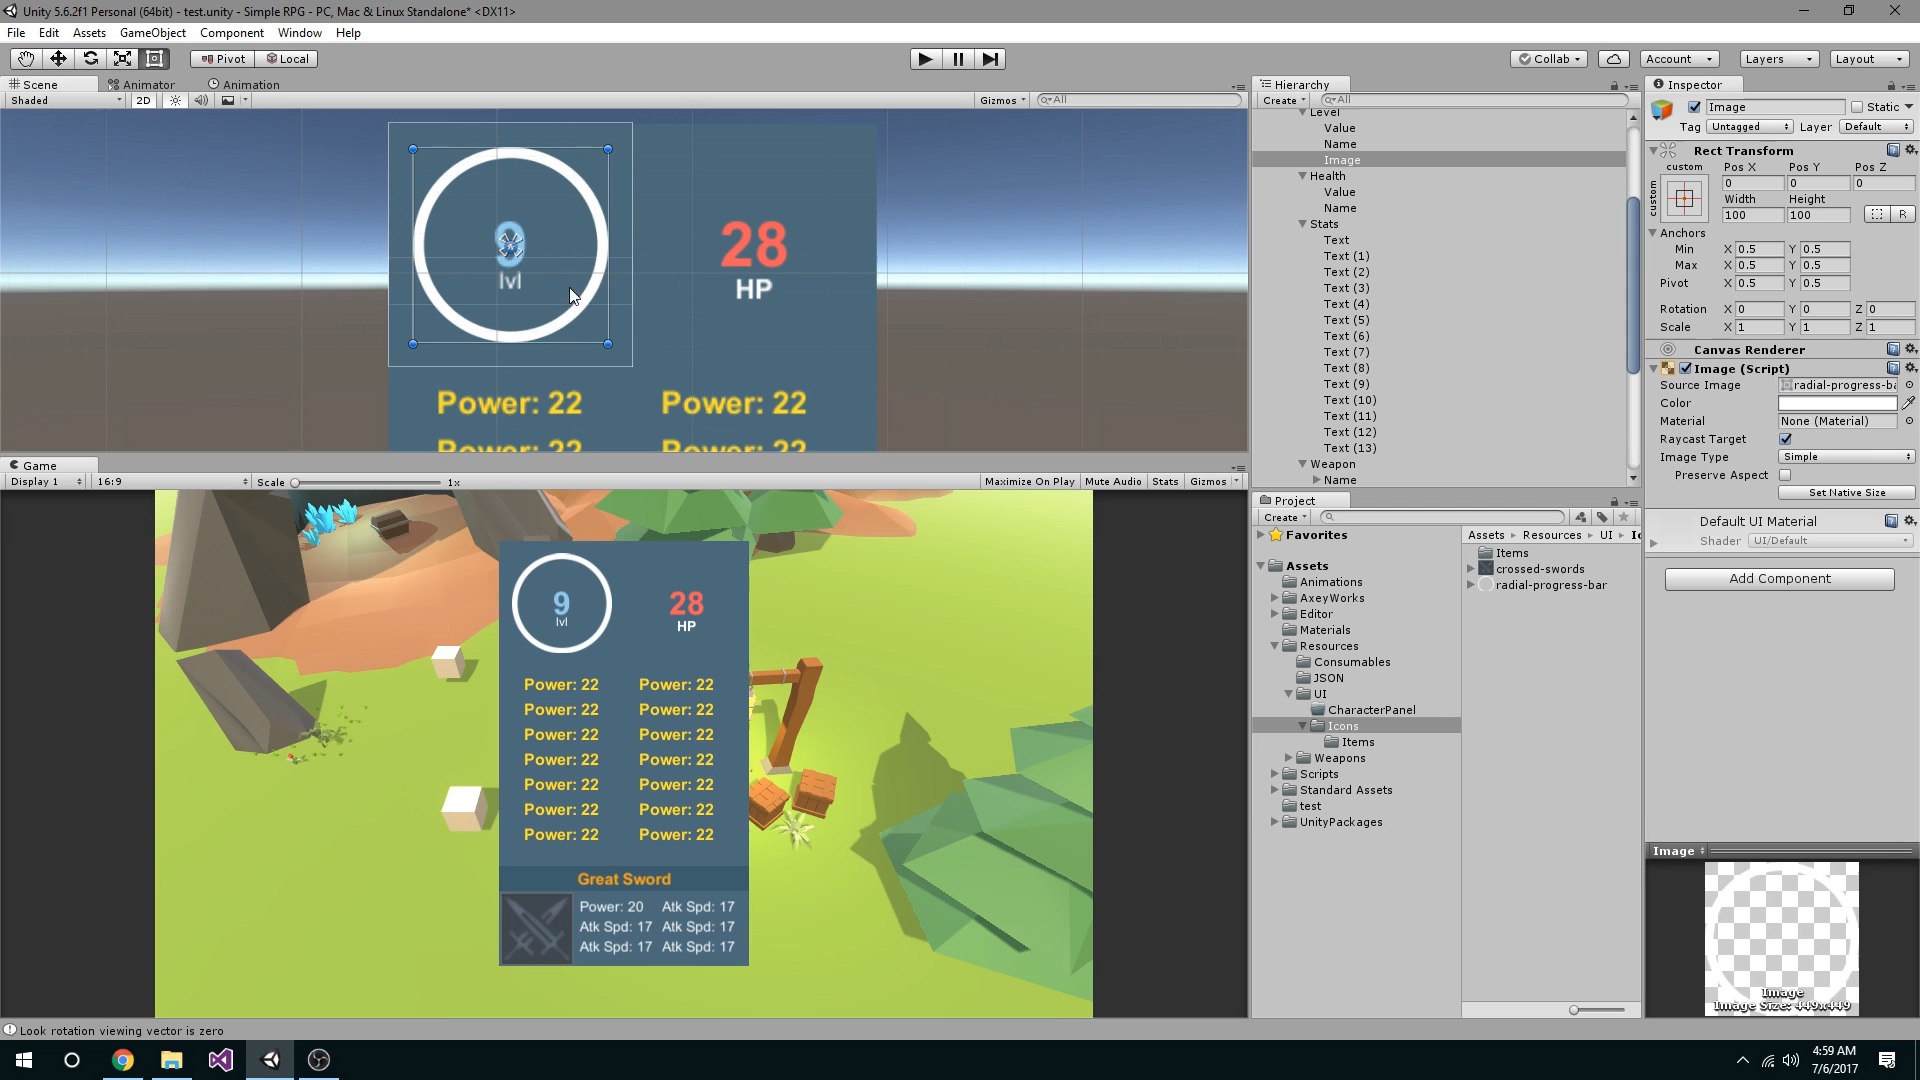 Unity 5.6.2f1 Personal (64bit) - test.unity - Simple RPG - PC, Mac & Linux Standalone* <DX11>
File Edit Assets GameObject Component Window Help
Pivot Local
Collab Account Layers Layout
Scene Animator Animation
Shaded 2D Gizmos All
9
lvl
28
HP
Power: 22 Power: 22
Power: 22 Power: 22
Game
Display 1 16:9 Scale 1x Maximize On Play Mute Audio Stats Gizmos
9
lvl
28
HP
Power: 22 Power: 22
Power: 22 Power: 22
Power: 22 Power: 22
Power: 22 Power: 22
Power: 22 Power: 22
Power: 22 Power: 22
Power: 22 Power: 22
Great Sword
Power: 20 Atk Spd: 17
Atk Spd: 17 Atk Spd: 17
Atk Spd: 17 Atk Spd: 17
Hierarchy
Create All
Level
Value
Name
Image
Health
Value
Name
Stats
Text
Text (1)
Text (2)
Text (3)
Text (4)
Text (5)
Text (6)
Text (7)
Text (8)
Text (9)
Text (10)
Text (11)
Text (12)
Text (13)
Weapon
Name
Project
Create
Favorites
Assets
Animations
AxeyWorks
Editor
Materials
Resources
Consumables
JSON
UI
CharacterPanel
Icons
Items
Weapons
Scripts
Standard Assets
test
UnityPackages
Assets Resources UI Ic
Items
crossed-swords
radial-progress-bar
Inspector
Image Static
Tag Untagged Layer Default
Rect Transform
custom
custom
Pos X Pos Y Pos Z
0 0 0
Width Height
100 100 R
Anchors
Min X 0.5 Y 0.5
Max X 0.5 Y 0.5
Pivot X 0.5 Y 0.5
Rotation X 0 Y 0 Z 0
Scale X 1 Y 1 Z 1
Canvas Renderer
Image (Script)
Source Image radial-progress-ba
Color
Material None (Material)
Raycast Target
Image Type Simple
Preserve Aspect
Set Native Size
Default UI Material
Shader UI/Default
Add Component
Image
Image
Image Size: 449x449
Look rotation viewing vector is zero
4:59 AM
7/6/2017